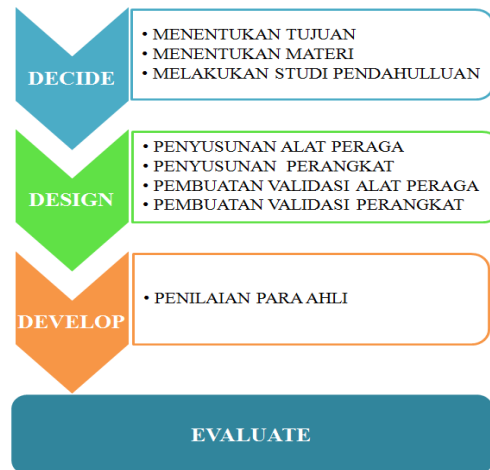 DECIDE
• MENENTUKAN TUJUAN
• MENENTUKAN MATERI
• MELAKUKAN STUDI PENDAHULLUAN
DESIGN
• PENYUSUNAN ALAT PERAGA
• PENYUSUNAN PERANGKAT
• PEMBUATAN VALIDASI ALAT PERAGA
• PEMBUATAN VALIDASI PERANGKAT
DEVELOP
• PENILAIAN PARA AHLI
EVALUATE